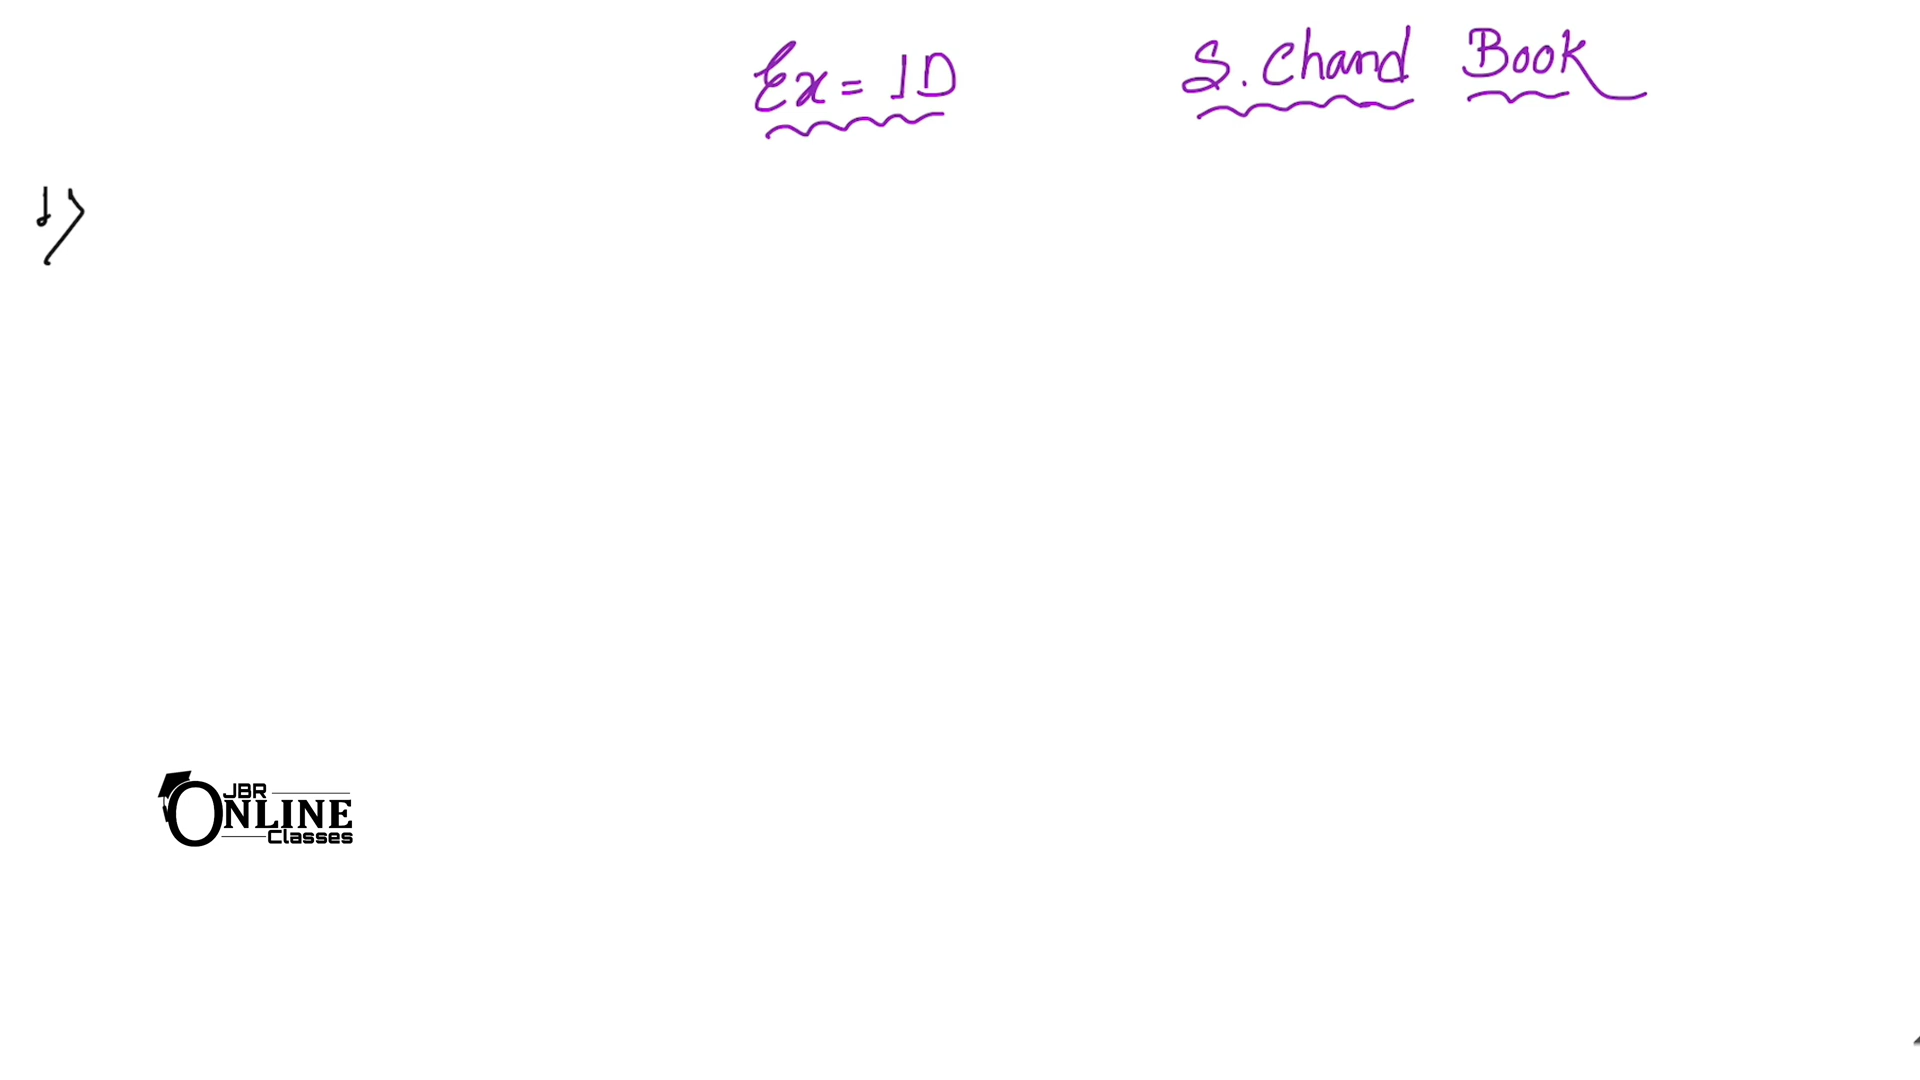 Ex = 1D S. Chand Book
1)
JBR
ONLINE
Classes